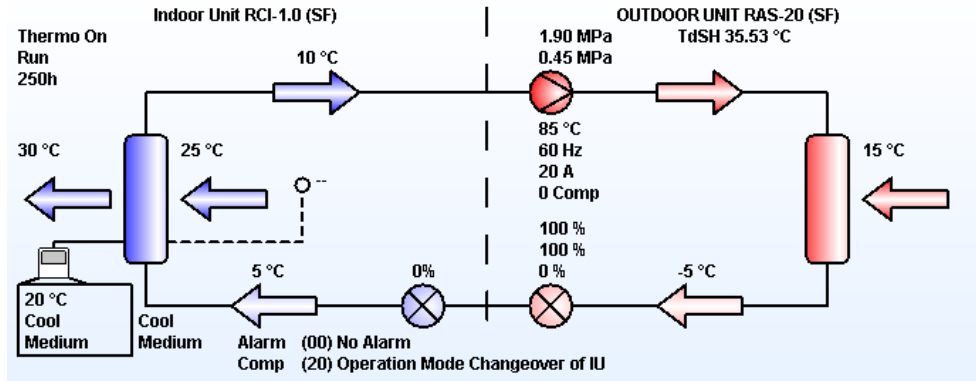 Indoor Unit RCI-1.0 (SF)
OUTDOOR UNIT RAS-20 (SF)
Thermo On
Run
250h
10 °C
1.90 MPa
0.45 MPa
TdSH 35.53 °C
30 °C
25 °C
--
85 °C
60 Hz
20 A
0 Comp
15 °C
100 %
100 %
0 %
5 °C
0%
-5 °C
20 °C
Cool
Medium
Cool
Medium
Alarm (00) No Alarm
Comp (20) Operation Mode Changeover of IU